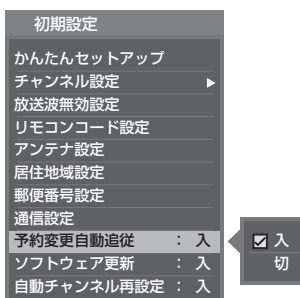 初期設定
かんたんセットアップ
チャンネル設定
放送波無効設定
リモコンコード設定
アンテナ設定
居住地域設定
郵便番号設定
通信設定
予約変更自動追従 : 入
ソフトウェア更新 : 入
自動チャンネル再設定 : 入
入
切